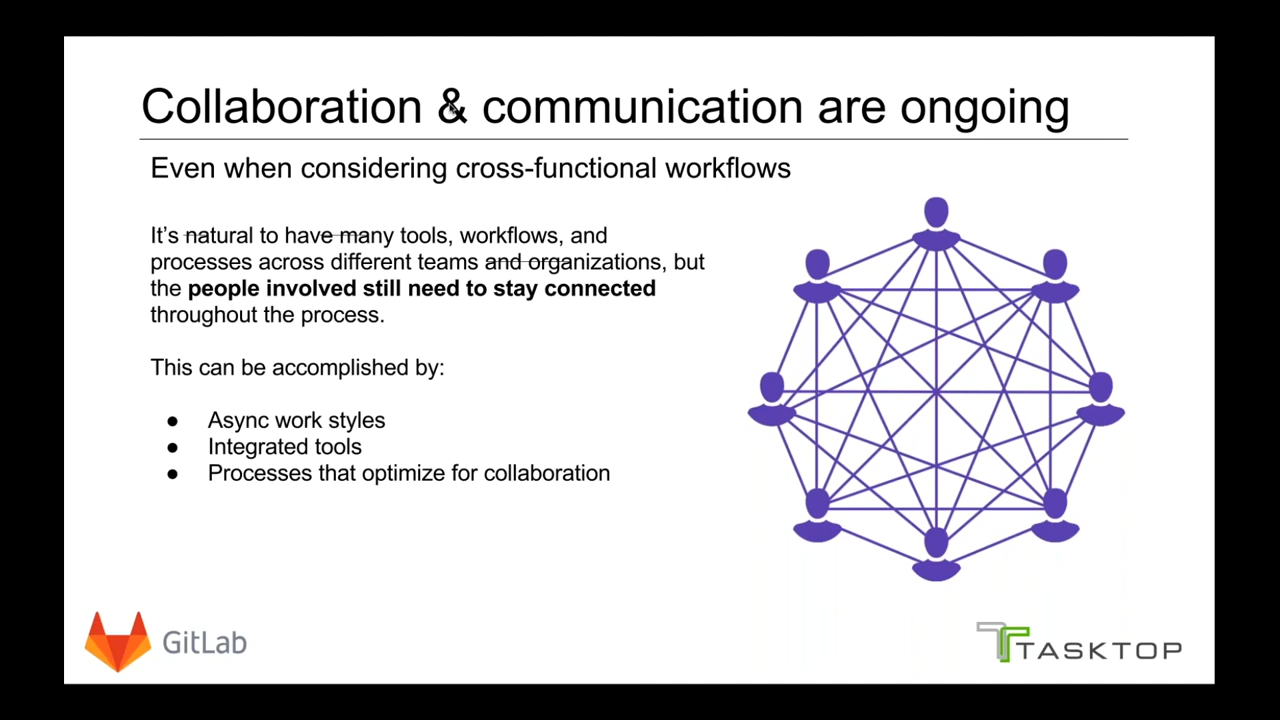 Collaboration & communication are ongoing
Even when considering cross-functional workflows
It's natural to have many tools, workflows, and
processes across different teams and organizations, but
the people involved still need to stay connected
throughout the process.
This can be accomplished by:
● Async work styles
● Integrated tools
● Processes that optimize for collaboration
GitLab
TASKTOP